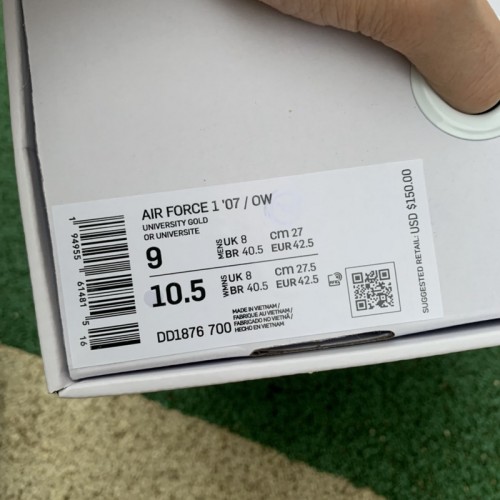 AIR FORCE 1 '07 / OW
UNIVERSITY GOLD
OR UNIVERSITE
9 MENS UK 8 cm 27
BR 40.5 EUR 42.5
10.5 WMNS UK 8 cm 27.5
BR 40.5 EUR 42.5
MADE IN VIETNAM /
FABRIQUÉ AU VIETNAM /
FABRICADO NO VIETNÃ /
HECHO EN VIETNAM
DD1876 700
1 94955 61481 5 16
SUGGESTED RETAIL: USD $150.00